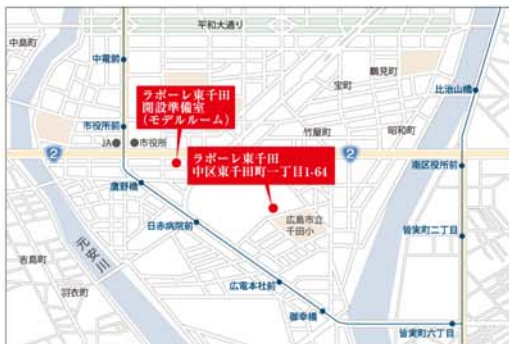 平和大通り
中島町
中電前
鶴見町
宝町
比治山橋
ラボーレ東千田
開設準備室
(モデルルーム)
市役所前
JA
市役所
竹屋町
昭和町
2
2
ラボーレ東千田
中区東千田町一丁目1-64
南区役所前
鷹野橋
日赤病院前
広島市立
千田小
皆実町二丁目
元安川
吉島町
羽衣町
広電本社前
御幸橋
皆実町六丁目